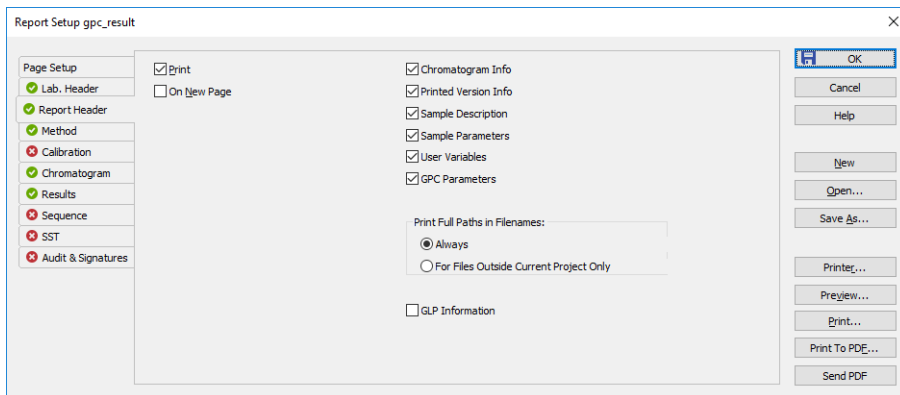 Report Setup gpc_result
Page Setup
Lab. Header
Report Header
Method
Calibration
Chromatogram
Results
Sequence
SST
Audit & Signatures
Print
On New Page
Chromatogram Info
Printed Version Info
Sample Description
Sample Parameters
User Variables
GPC Parameters
Print Full Paths in Filenames:
Always
For Files Outside Current Project Only
GLP Information
OK
Cancel
Help
New
Open...
Save As...
Printer...
Preview...
Print...
Print To PDF...
Send PDF